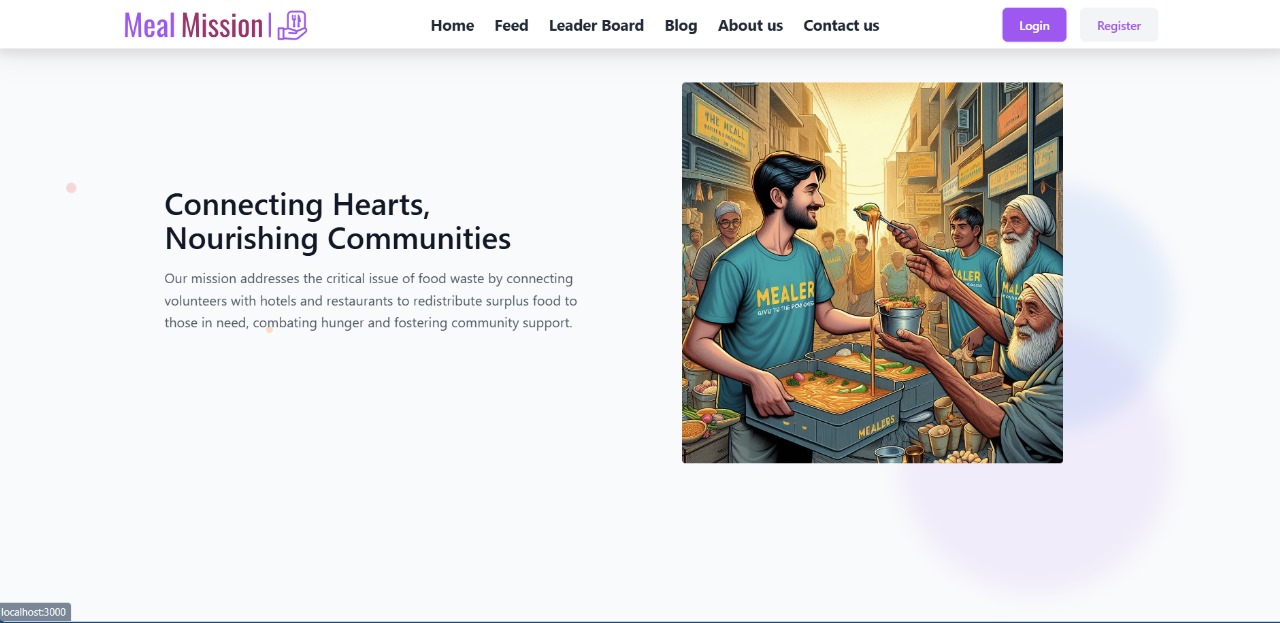 Meal Mission
Home Feed Leader Board Blog About us Contact us
Login Register
Connecting Hearts,
Nourishing Communities
Our mission addresses the critical issue of food waste by connecting
volunteers with hotels and restaurants to redistribute surplus food to
those in need, combating hunger and fostering community support.
THE MEALL
MEALER
MEALERS
localhost:3000